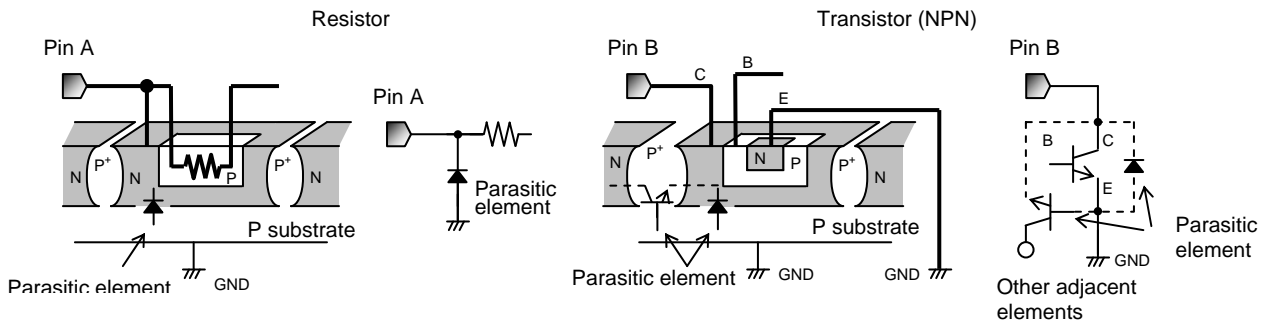 Resistor
Pin A
N
P+
N
P
P+
N
Parasitic element
P substrate
GND
Pin A
Parasitic
element
Transistor (NPN)
Pin B
C
B
E
N
P+
N
N
P
P+
N
P substrate
Parasitic element
GND
GND
Pin B
B
C
E
GND
Parasitic
element
Other adjacent
elements